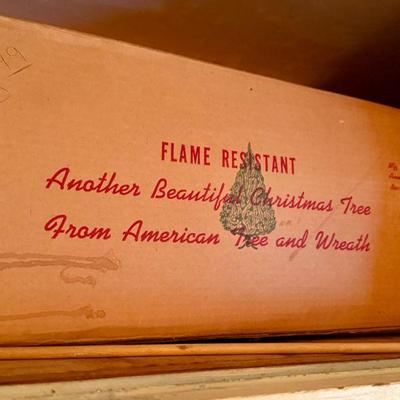 FLAME RESISTANT
Another Beautiful Christmas Tree
From American Tree and Wreath